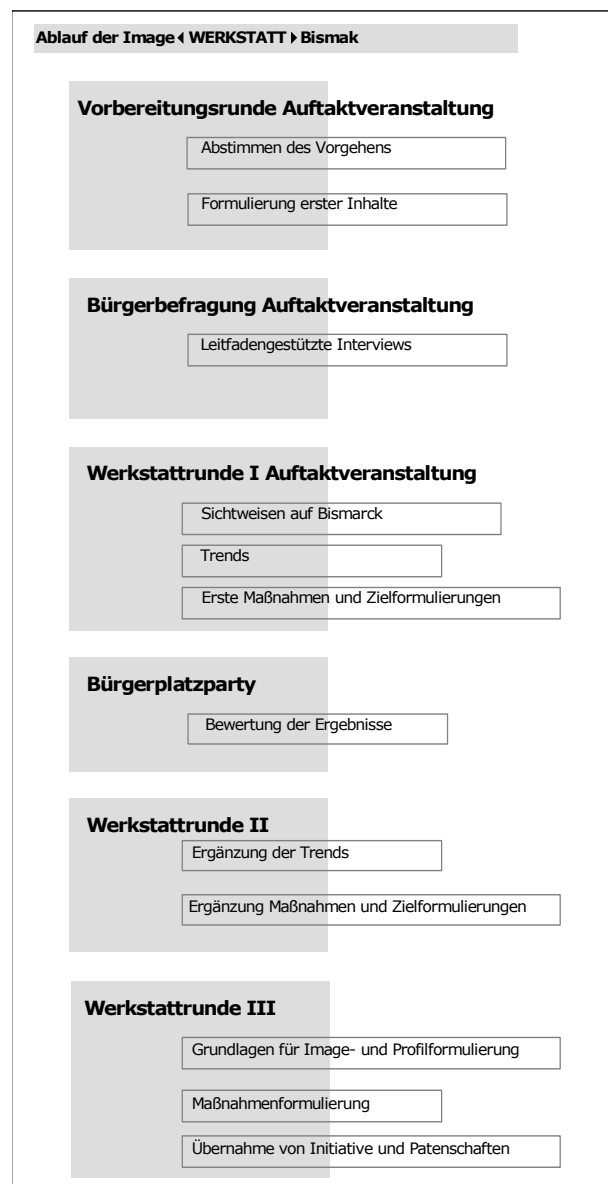 Ablauf der Image◂WERKSTATT▸Bismak
Vorbereitungsrunde Auftaktveranstaltung
Abstimmen des Vorgehens
Formulierung erster Inhalte
Bürgerbefragung Auftaktveranstaltung
Leitfadengestützte Interviews
Werkstattrunde I Auftaktveranstaltung
Sichtweisen auf Bismarck
Trends
Erste Maßnahmen und Zielformulierungen
Bürgerplatzparty
Bewertung der Ergebnisse
Werkstattrunde II
Ergänzung der Trends
Ergänzung Maßnahmen und Zielformulierungen
Werkstattrunde III
Grundlagen für Image- und Profilformulierung
Maßnahmenformulierung
Übernahme von Initiative und Patenschaften